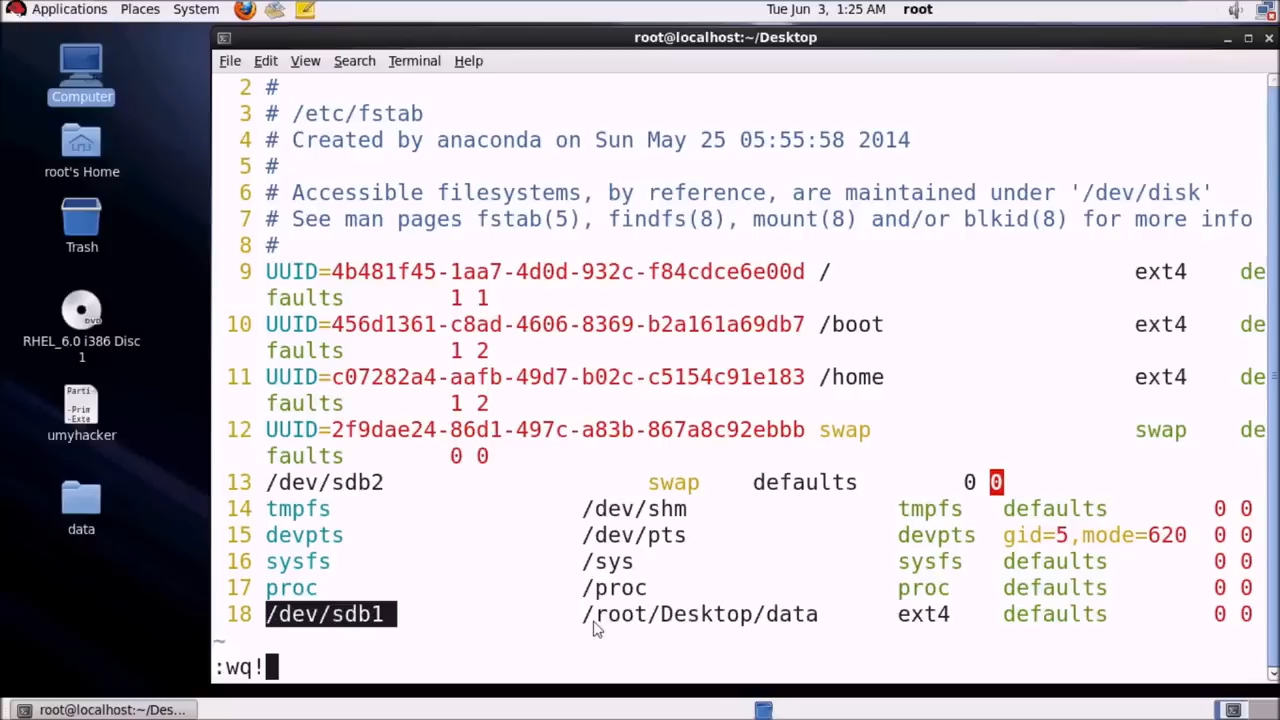 Applications Places System Tue Jun 3, 1:25 AM root
root@localhost:~/Desktop
File Edit View Search Terminal Help
2 #
3 # /etc/fstab
4 # Created by anaconda on Sun May 25 05:55:58 2014
5 #
6 # Accessible filesystems, by reference, are maintained under '/dev/disk'
7 # See man pages fstab(5), findfs(8), mount(8) and/or blkid(8) for more info
8 #
9 UUID=4b481f45-1aa7-4d0d-932c-f84cdce6e00d / ext4 de
faults 1 1
10 UUID=456d1361-c8ad-4606-8369-b2a161a69db7 /boot ext4 de
faults 1 2
11 UUID=c07282a4-aafb-49d7-b02c-c5154c91e183 /home ext4 de
faults 1 2
12 UUID=2f9dae24-86d1-497c-a83b-867a8c92ebbb swap swap de
faults 0 0
13 /dev/sdb2 swap defaults 0 0
14 tmpfs /dev/shm tmpfs defaults 0 0
15 devpts /dev/pts devpts gid=5,mode=620 0 0
16 sysfs /sys sysfs defaults 0 0
17 proc /proc proc defaults 0 0
18 /dev/sdb1 /root/Desktop/data ext4 defaults 0 0
~
:wq!
Computer
root's Home
Trash
RHEL_6.0 i386 Disc
1
Parti
-Prim
-Exte
umyhacker
data
root@localhost:~/Des...